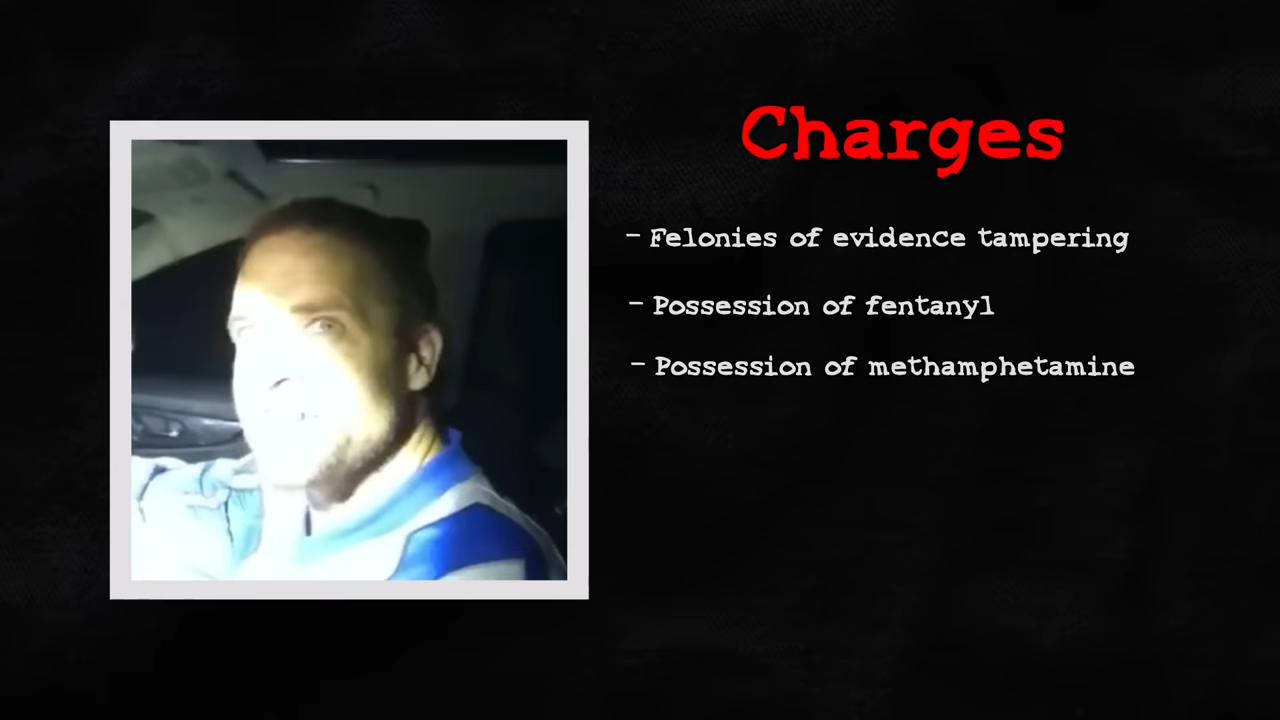 Charges
- Felonies of evidence tampering
- Possession of fentanyl
- Possession of methamphetamine